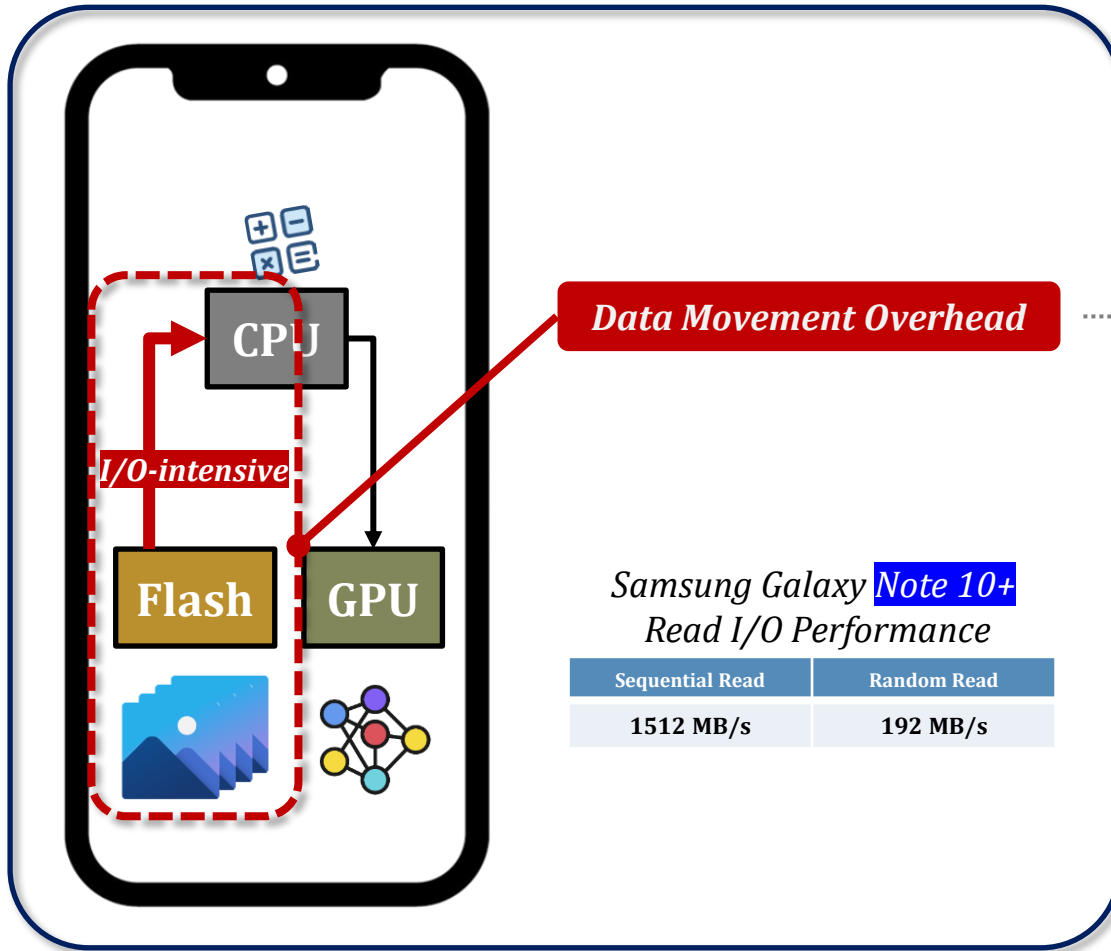 CPU
Data Movement Overhead
I/O-intensive
Flash
GPU
Samsung Galaxy Note 10+
Read I/O Performance
Sequential Read Random Read
1512 MB/s 192 MB/s